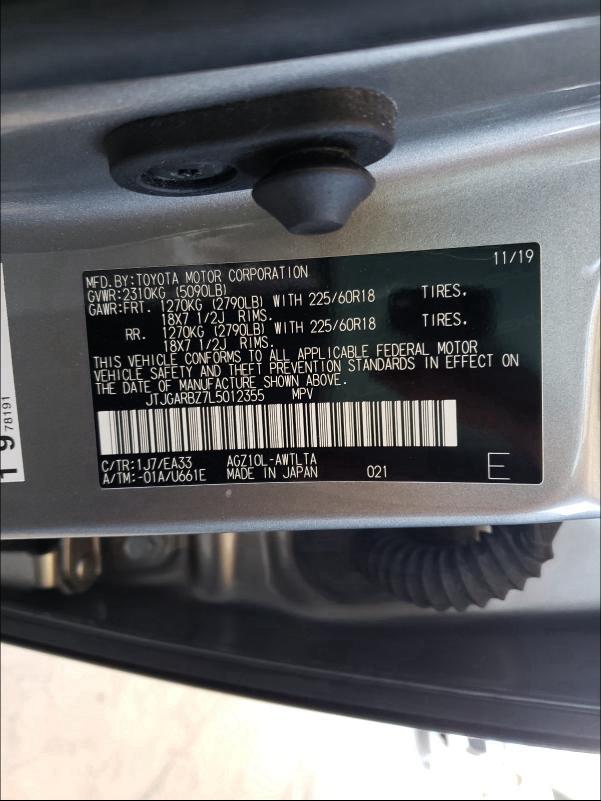 MFD.BY:TOYOTA MOTOR CORPORATION 11/19
GVWR:2310KG (5090LB)
GAWR:FRT. 1270KG (2790LB) WITH 225/60R18 TIRES.
18X7 1/2J RIMS.
RR. 1270KG (2790LB) WITH 225/60R18 TIRES.
18X7 1/2J RIMS.
THIS VEHICLE CONFORMS TO ALL APPLICABLE FEDERAL MOTOR
VEHICLE SAFETY AND THEFT PREVENTION STANDARDS IN EFFECT ON
THE DATE OF MANUFACTURE SHOWN ABOVE.
JTJGARBZ7L5012355 MPV
C/TR:1J7/EA33 AGZ10L-AWTLTA
A/TM:-01A/U661E MADE IN JAPAN 021 E
19
78191